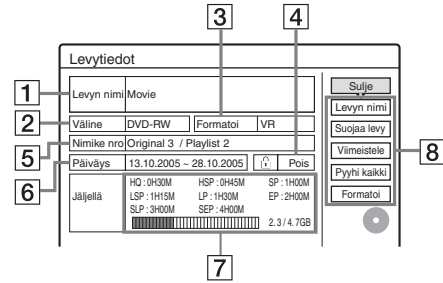 3
4
Levytiedot
1
Levyn nimi Movie
Sulje
Levyn nimi
2
Väline DVD-RW Formatoi VR
Suojaa levy
5
Nimike nro Original 3 / Playlist 2
Viimeistele
8
6
Päiväys 13.10.2005 ~ 28.10.2005 Pois
Pyyhi kaikki
Formatoi
Jäljellä
HQ : 0H30M HSP : 0H45M SP : 1H00M
LSP : 1H15M LP : 1H30M EP : 2H00M
SLP : 3H00M SEP : 4H00M
2. 3 / 4. 7GB
7